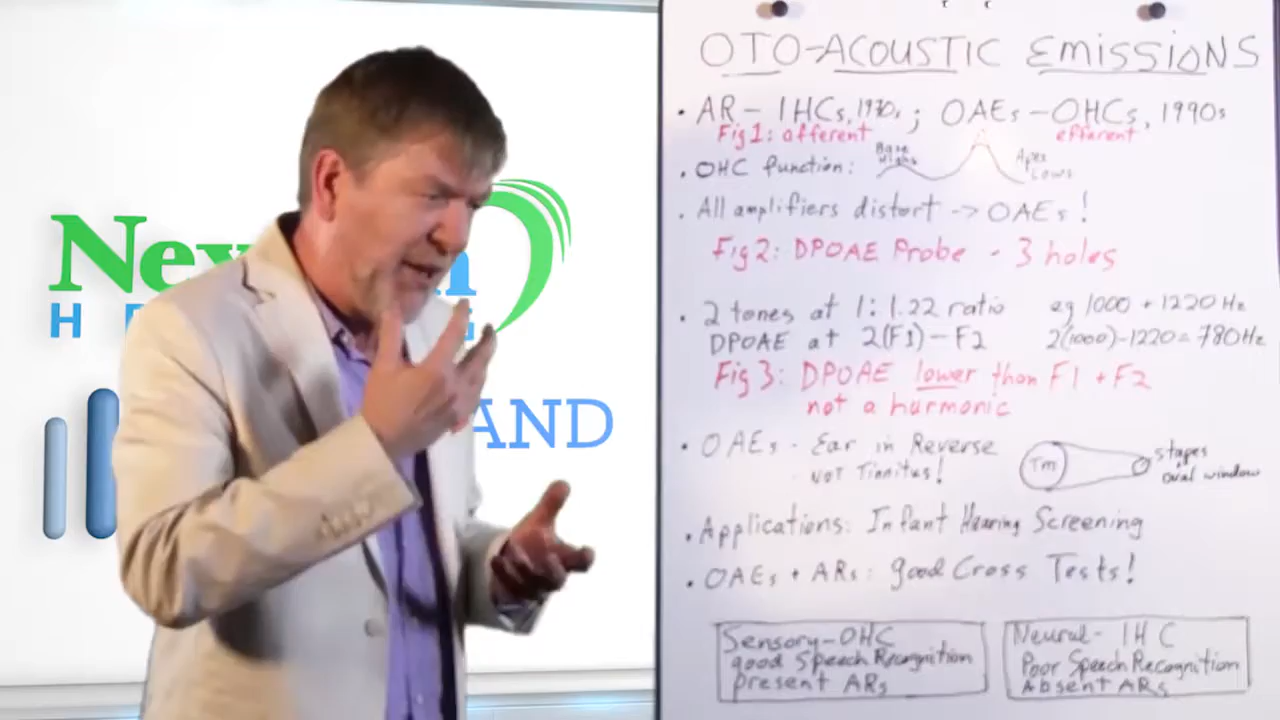 OTO-ACOUSTIC EMISSIONS
• AR - IHCs, 1970s ; OAEs - OHCs, 1990s
Fig 1: afferent efferent
• OHC function: Base Highs Apex Lows
• All amplifiers distort -> OAEs!
Fig 2: DPOAE Probe - 3 holes
• 2 tones at 1:1.22 ratio eg 1000 + 1220 Hz
DPOAE at 2(F1)-F2 2(1000)-1220=780Hz
Fig 3: DPOAE lower than F1 + F2
not a harmonic
• OAEs - Ear in Reverse
- not Tinnitus!
Tm
stapes
oval window
• Applications: Infant Hearing Screening
• OAEs + ARs: good Cross Tests!
Sensory-OHC
good Speech Recognition
present ARs
Neural- IHC
Poor Speech Recognition
Absent ARs
AND